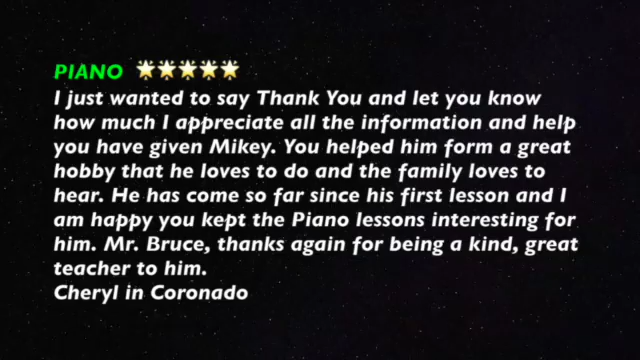 PIANO 🌟🌟🌟🌟🌟
I just wanted to say Thank You and let you know
how much I appreciate all the information and help
you have given Mikey. You helped him form a great
hobby that he loves to do and the family loves to
hear. He has come so far since his first lesson and I
am happy you kept the Piano lessons interesting for
him. Mr. Bruce, thanks again for being a kind, great
teacher to him.
Cheryl in Coronado